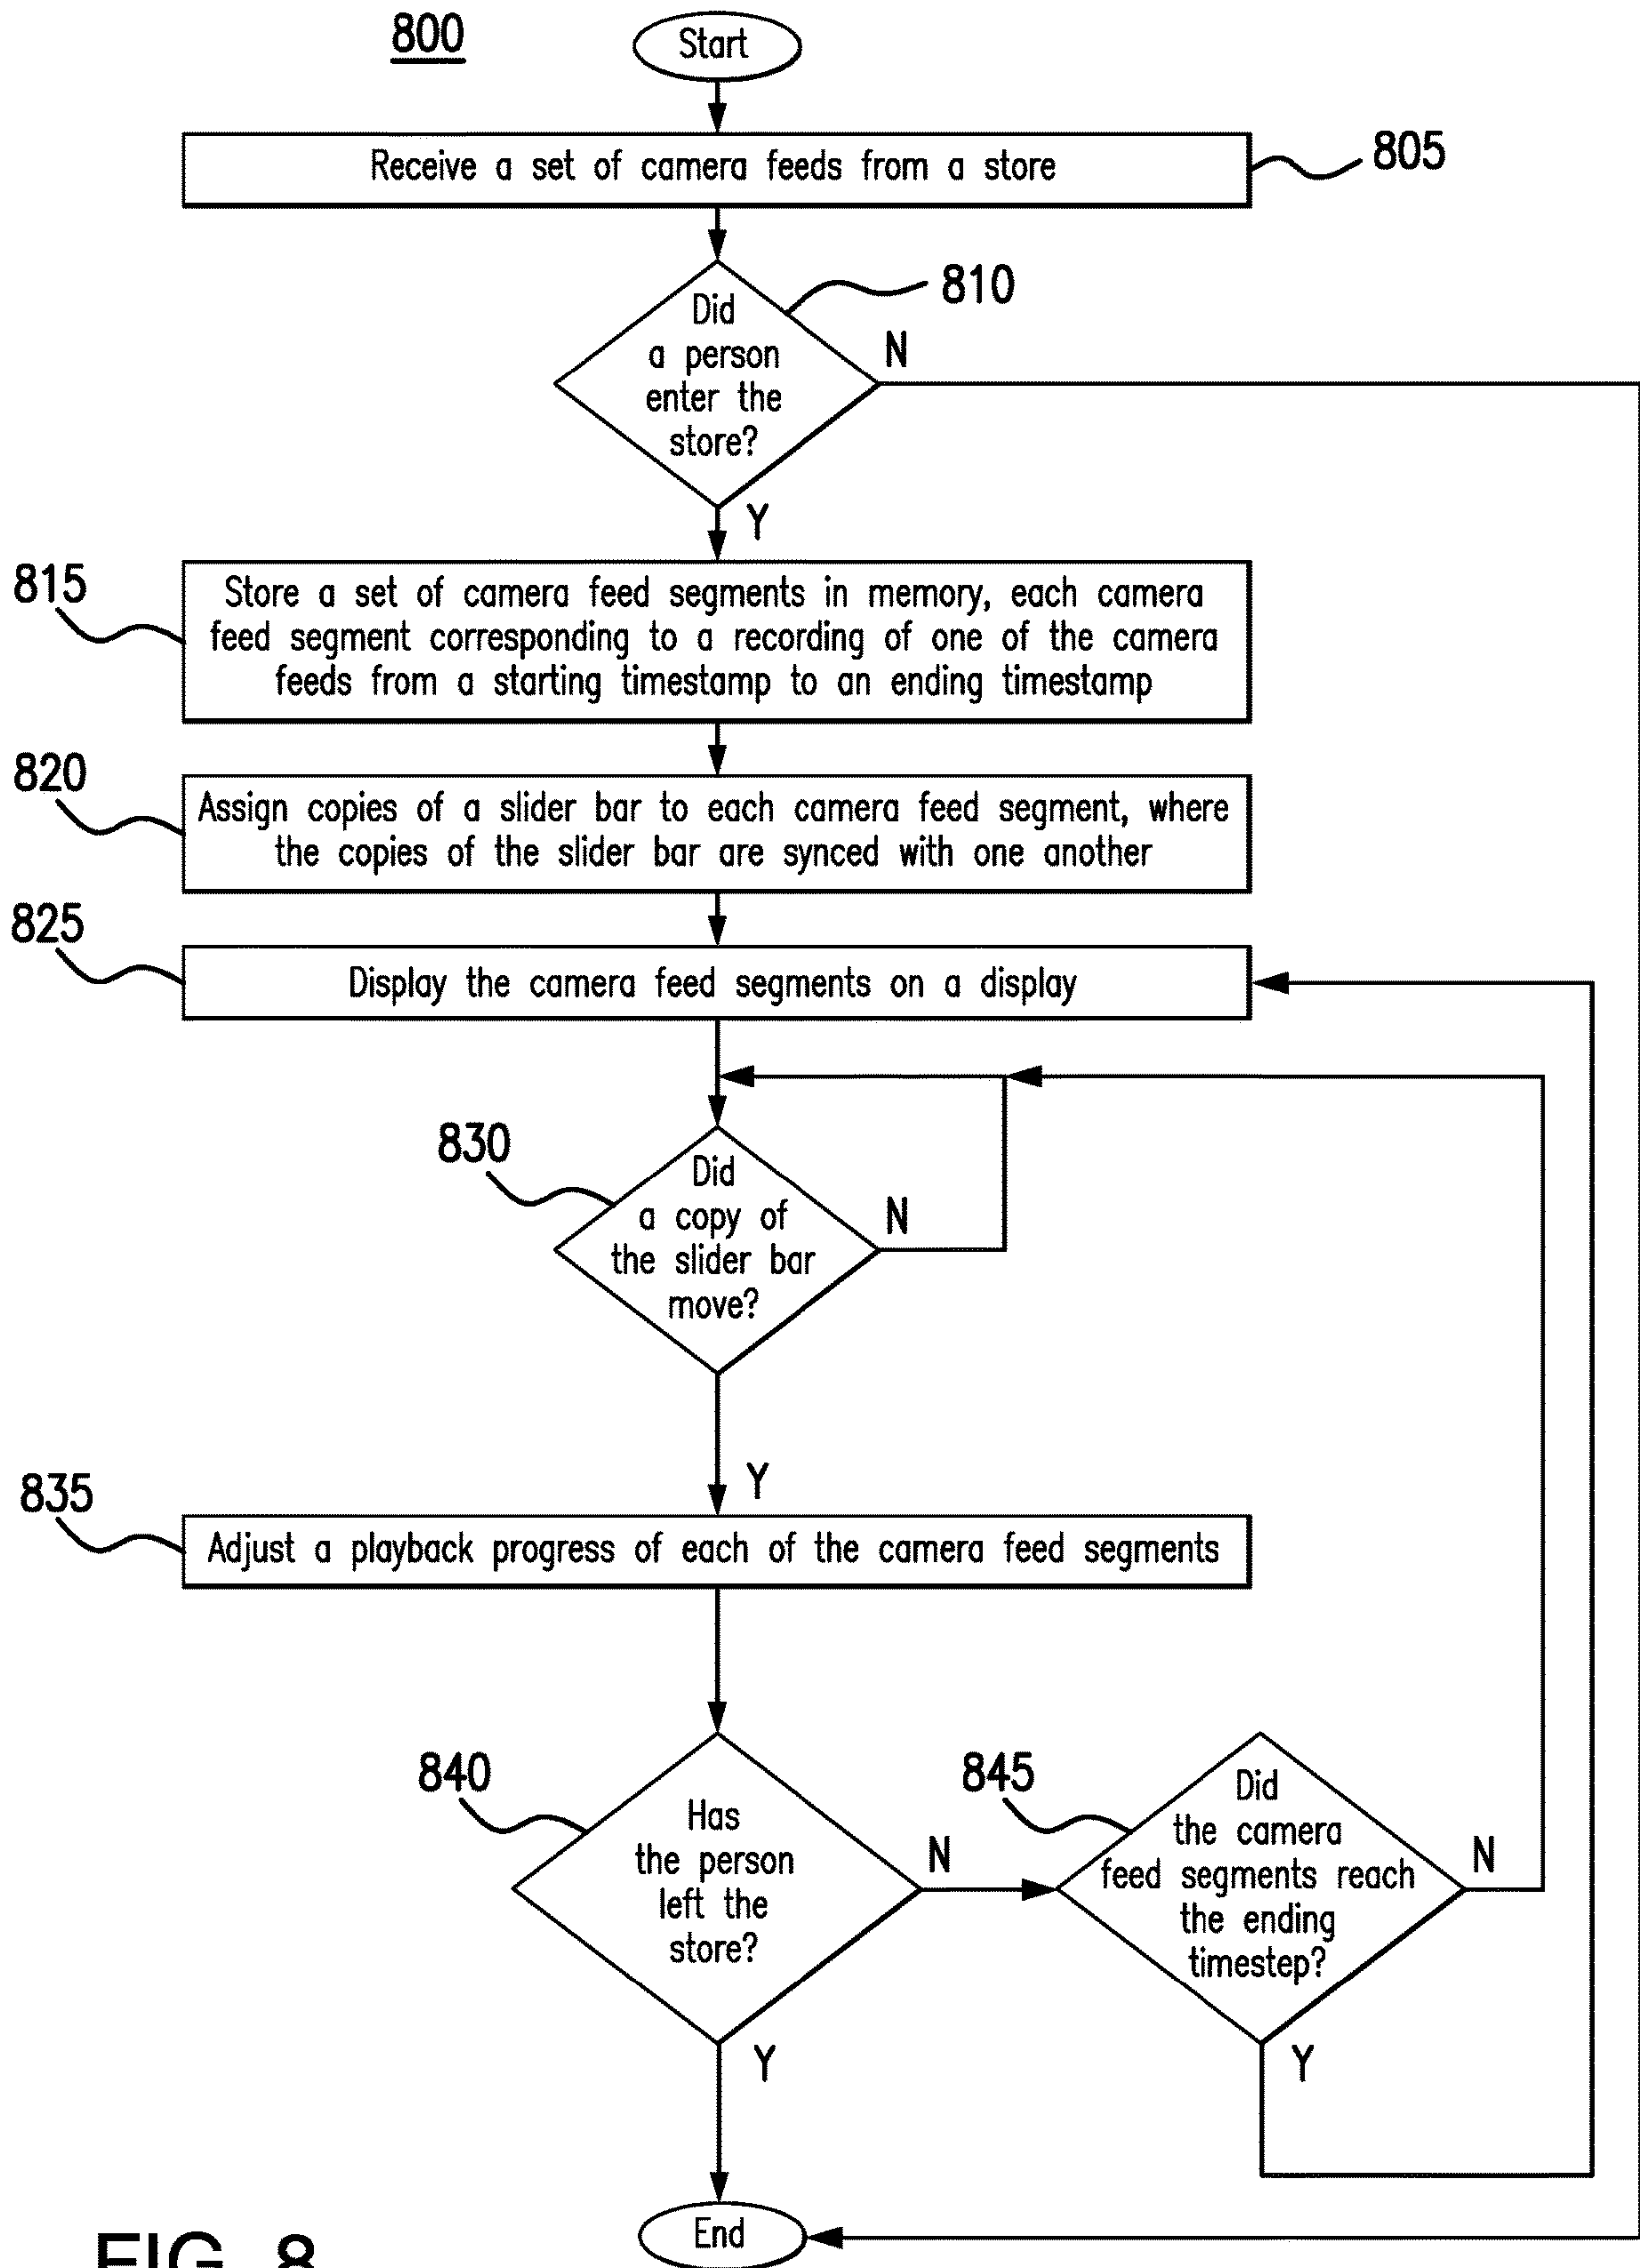 800
Start
Receive a set of camera feeds from a store
805
810
Did
a person
enter the
store?
N
Y
815
Store a set of camera feed segments in memory, each camera
feed segment corresponding to a recording of one of the camera
feeds from a starting timestamp to an ending timestamp
820
Assign copies of a slider bar to each camera feed segment, where
the copies of the slider bar are synced with one another
825
Display the camera feed segments on a display
830
Did
a copy of
the slider bar
move?
N
Y
835
Adjust a playback progress of each of the camera feed segments
840
Has
the person
left the
store?
N
Y
845
Did
the camera
feed segments reach
the ending
timestep?
N
Y
End
FIG. 8